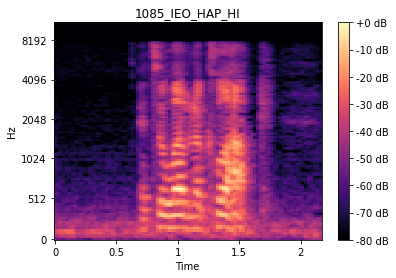 1085_IEO_HAP_HI
+0 dB
8192
-10 dB
4096
-20 dB
-30 dB
2048
Hz
-40 dB
1024
-50 dB
512
-60 dB
-70 dB
0
-80 dB
0
0.5
1
1.5
2
Time